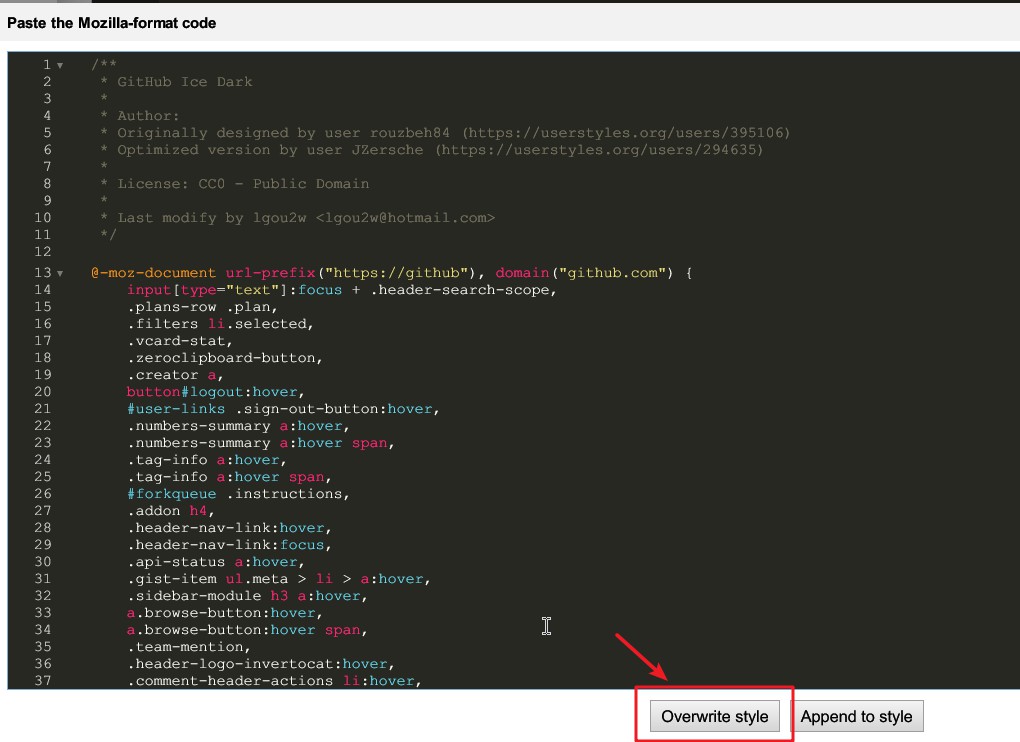 Paste the Mozilla-format code
1 /**
2 * GitHub Ice Dark
3 *
4 * Author:
5 * Originally designed by user rouzbeh84 (https://userstyles.org/users/395106)
6 * Optimized version by user JZersche (https://userstyles.org/users/294635)
7 *
8 * License: CC0 - Public Domain
9 *
10 * Last modify by lgou2w <lgou2w@hotmail.com>
11 */
12
13 @-moz-document url-prefix("https://github"), domain("github.com") {
14 input[type="text"]:focus + .header-search-scope,
15 .plans-row .plan,
16 .filters li.selected,
17 .vcard-stat,
18 .zeroclipboard-button,
19 .creator a,
20 button#logout:hover,
21 #user-links .sign-out-button:hover,
22 .numbers-summary a:hover,
23 .numbers-summary a:hover span,
24 .tag-info a:hover,
25 .tag-info a:hover span,
26 #forkqueue .instructions,
27 .addon h4,
28 .header-nav-link:hover,
29 .header-nav-link:focus,
30 .api-status a:hover,
31 .gist-item ul.meta > li > a:hover,
32 .sidebar-module h3 a:hover,
33 a.browse-button:hover,
34 a.browse-button:hover span,
35 .team-mention,
36 .header-logo-invertocat:hover,
37 .comment-header-actions li:hover,
Overwrite style Append to style